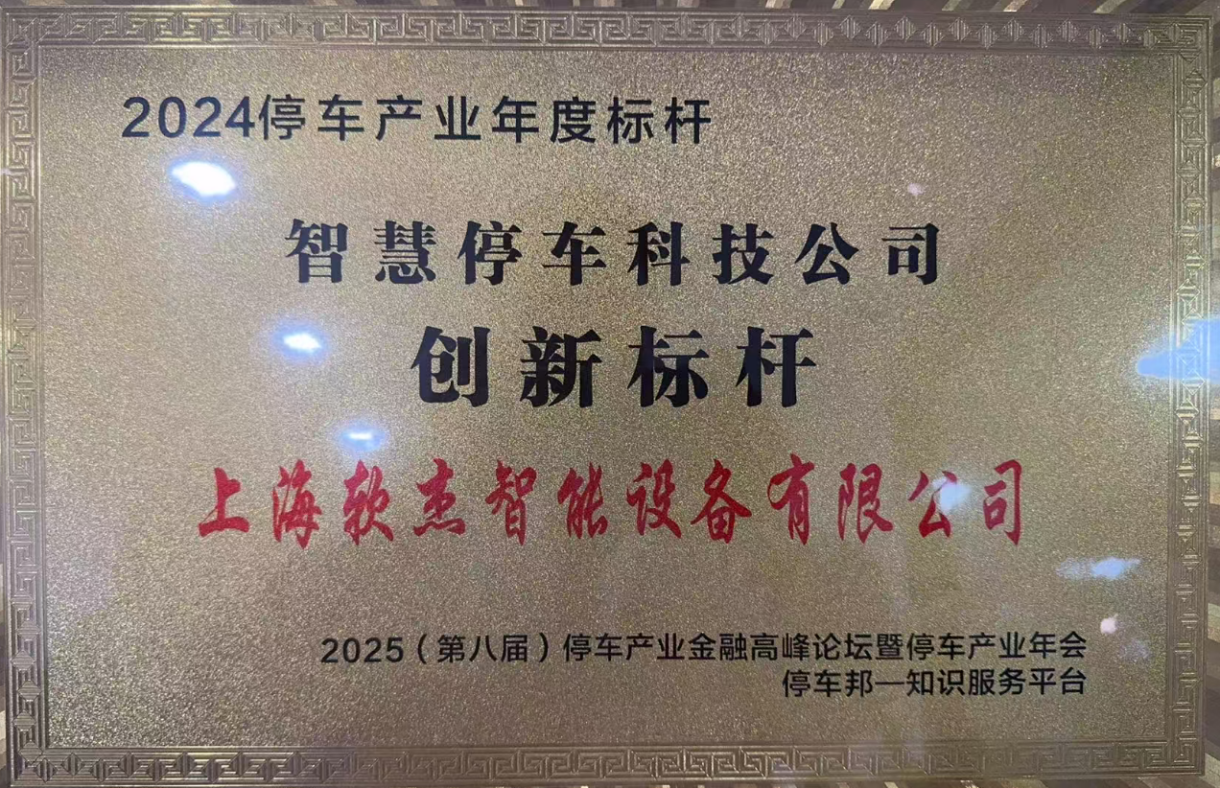 2024停车产业年度标杆
智慧停车科技公司
创新标杆
上海软杰智能设备有限公司
2025（第八届）停车产业金融高峰论坛暨停车产业年会
停车邦—知识服务平台